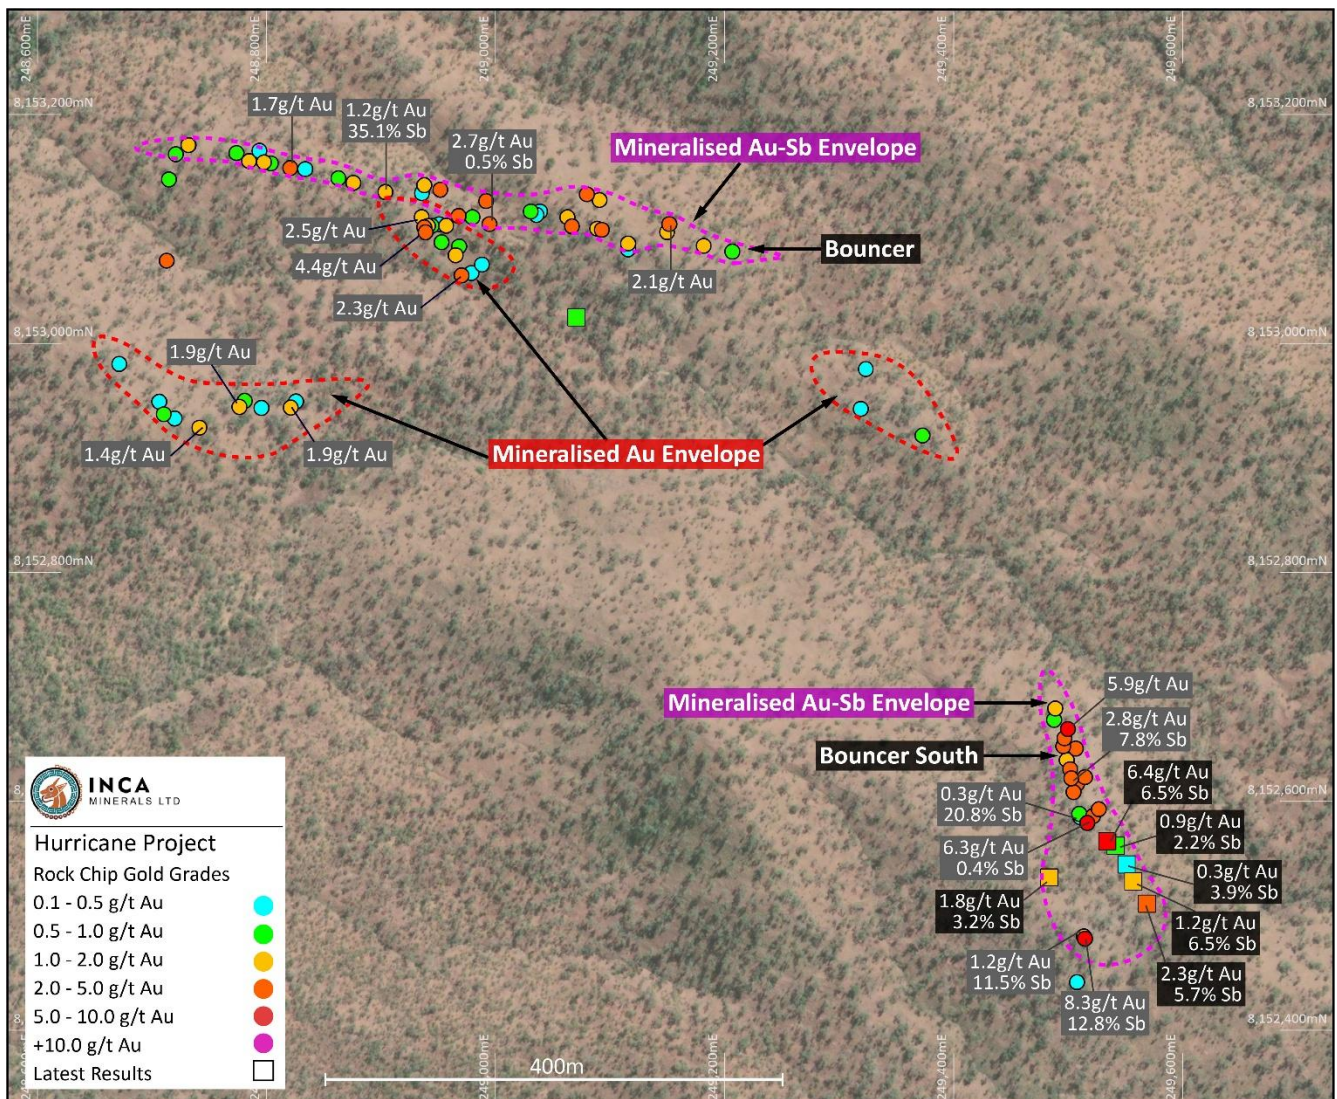 248,600mE
248,800mE
249,000mE
249,200mE
249,400mE
249,600mE
8,153,200mN
8,153,200mN
1.7g/t Au
1.2g/t Au
35.1% Sb
2.7g/t Au
0.5% Sb
Mineralised Au-Sb Envelope
2.5g/t Au
Bouncer
4.4g/t Au
2.1g/t Au
2.3g/t Au
8,153,000mN
8,153,000mN
1.9g/t Au
1.4g/t Au
1.9g/t Au
Mineralised Au Envelope
8,152,800mN
8,152,800mN
5.9g/t Au
Mineralised Au-Sb Envelope
2.8g/t Au
7.8% Sb
Bouncer South
6.4g/t Au
6.5% Sb
0.3g/t Au
20.8% Sb
8,152,600mN
0.9g/t Au
2.2% Sb
6.3g/t Au
0.4% Sb
0.3g/t Au
3.9% Sb
1.8g/t Au
3.2% Sb
1.2g/t Au
6.5% Sb
1.2g/t Au
11.5% Sb
2.3g/t Au
5.7% Sb
8.3g/t Au
12.8% Sb
8,152,400mN
INCA
MINERALS LTD
Hurricane Project
Rock Chip Gold Grades
0.1 - 0.5 g/t Au
0.5 - 1.0 g/t Au
1.0 - 2.0 g/t Au
2.0 - 5.0 g/t Au
5.0 - 10.0 g/t Au
+10.0 g/t Au
Latest Results
400m
249,000mE
249,200mE
249,400mE
249,600mE